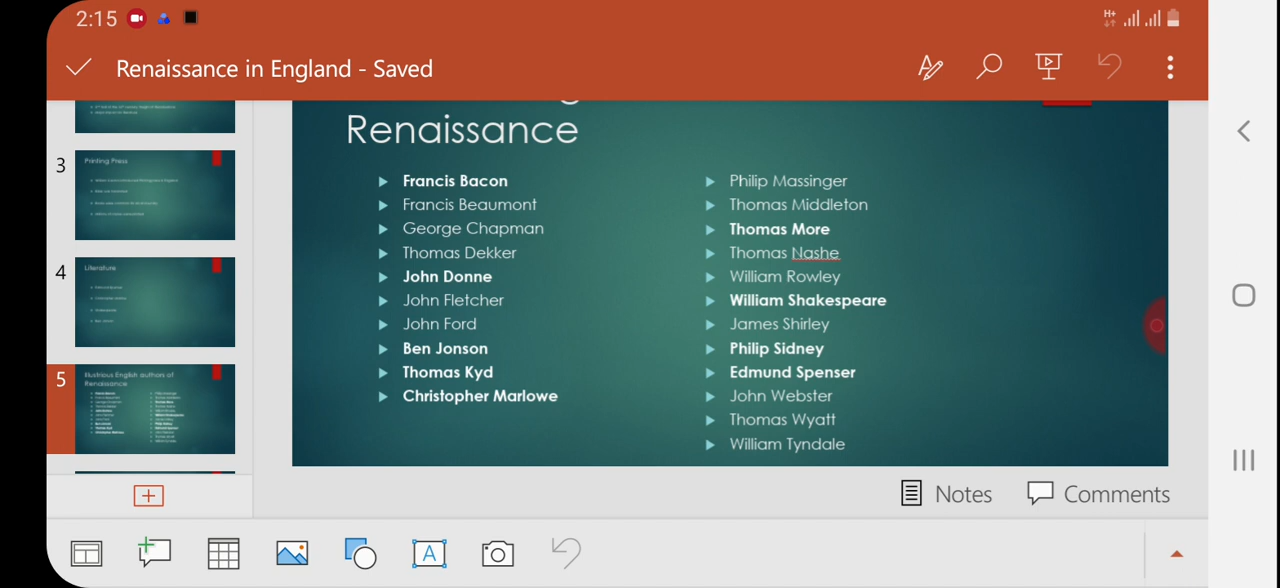 2:15
H+
Renaissance in England - Saved
3
Printing Press
4
Literature
5
Illustrious English authors of
Renaissance
Renaissance
Francis Bacon
Francis Beaumont
George Chapman
Thomas Dekker
John Donne
John Fletcher
John Ford
Ben Jonson
Thomas Kyd
Christopher Marlowe
Philip Massinger
Thomas Middleton
Thomas More
Thomas Nashe
William Rowley
William Shakespeare
James Shirley
Philip Sidney
Edmund Spenser
John Webster
Thomas Wyatt
William Tyndale
Notes
Comments
A